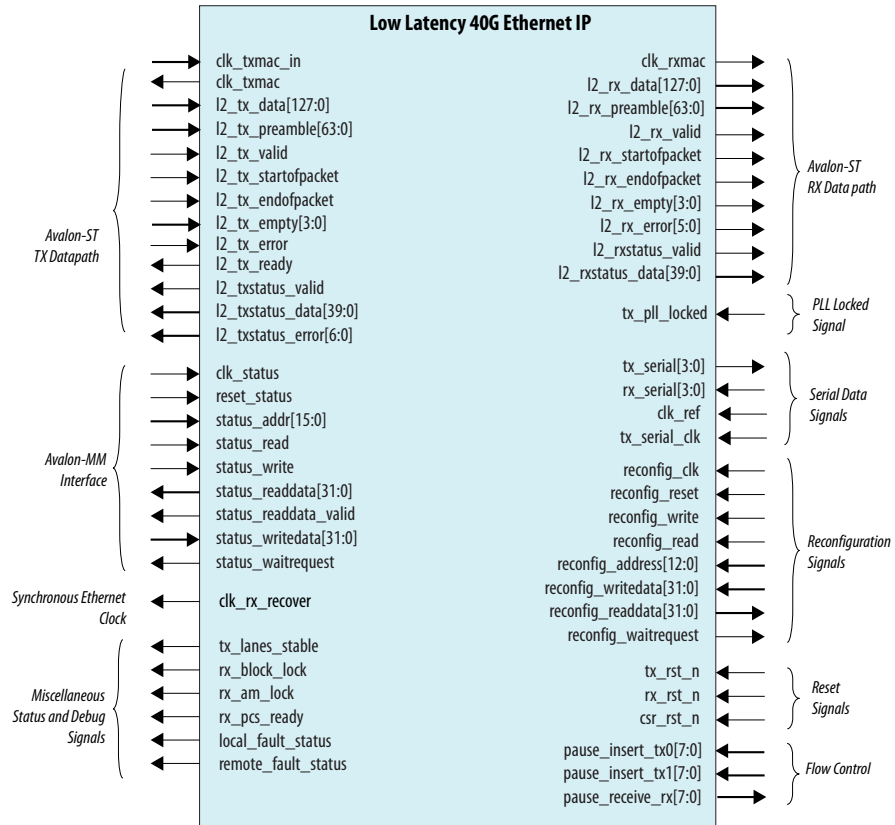 Low Latency 40G Ethernet IP
clk_txmac_in
clk_txmac
l2_tx_data[127:0]
l2_tx_preamble[63:0]
l2_tx_valid
l2_tx_startofpacket
l2_tx_endofpacket
l2_tx_empty[3:0]
l2_tx_error
l2_tx_ready
l2_txstatus_valid
l2_txstatus_data[39:0]
l2_txstatus_error[6:0]
Avalon-ST
TX Datapath
clk_status
reset_status
status_addr[15:0]
status_read
status_write
status_readdata[31:0]
status_readdata_valid
status_writedata[31:0]
status_waitrequest
Avalon-MM
Interface
Synchronous Ethernet
Clock
clk_rx_recover
tx_lanes_stable
rx_block_lock
rx_am_lock
rx_pcs_ready
local_fault_status
remote_fault_status
Miscellaneous
Status and Debug
Signals
clk_rxmac
l2_rx_data[127:0]
l2_rx_preamble[63:0]
l2_rx_valid
l2_rx_startofpacket
l2_rx_endofpacket
l2_rx_empty[3:0]
l2_rx_error[5:0]
l2_rxstatus_valid
l2_rxstatus_data[39:0]
Avalon-ST
RX Data path
tx_pll_locked
PLL Locked
Signal
tx_serial[3:0]
rx_serial[3:0]
clk_ref
tx_serial_clk
Serial Data
Signals
reconfig_clk
reconfig_reset
reconfig_write
reconfig_read
reconfig_address[12:0]
reconfig_writedata[31:0]
reconfig_readdata[31:0]
reconfig_waitrequest
Reconfiguration
Signals
tx_rst_n
rx_rst_n
csr_rst_n
Reset
Signals
pause_insert_tx0[7:0]
pause_insert_tx1[7:0]
pause_receive_rx[7:0]
Flow Control